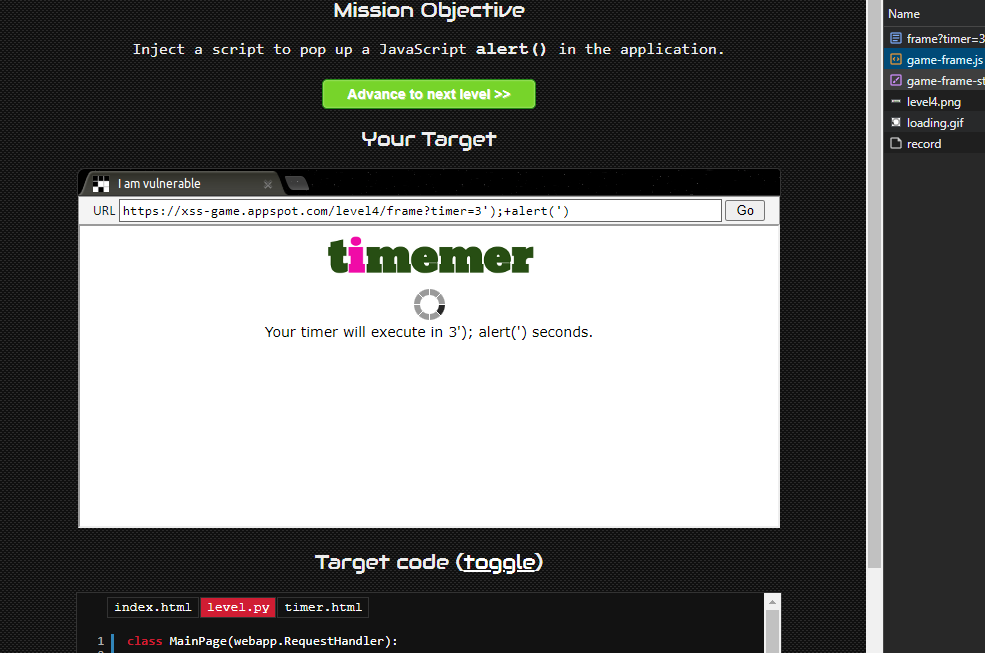 Mission Objective
Inject a script to pop up a JavaScript alert() in the application.
Advance to next level >>
Your Target
I am vulnerable
URL https://xss-game.appspot.com/level4/frame?timer=3');+alert(') Go
timemer
Your timer will execute in 3'); alert(') seconds.
Target code (toggle)
index.html level.py timer.html
1 class MainPage(webapp.RequestHandler):
Name
frame?timer=3
game-frame.js
game-frame-st
level4.png
loading.gif
record